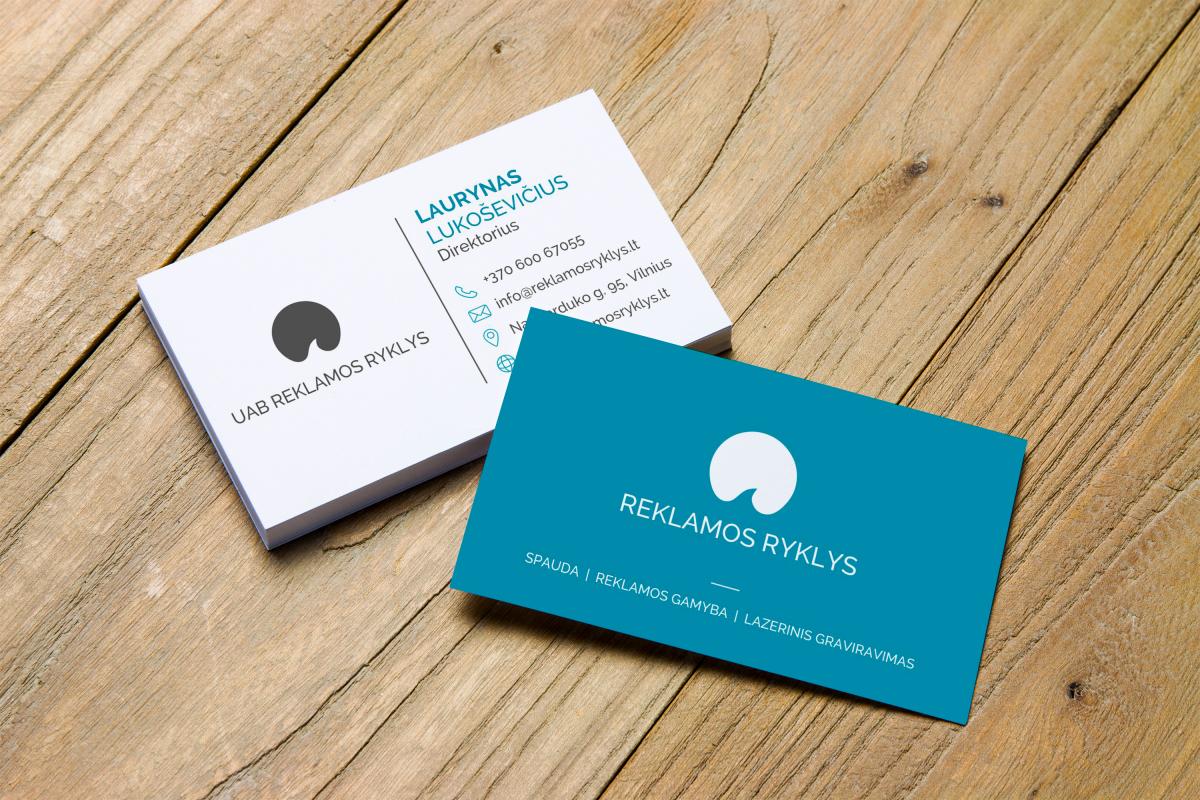 LAURYNAS
LUKOŠEVIČIUS
Direktorius
+370 600 67055
info@reklamosryklys.lt
g. 95, Vilnius
UAB REKLAMOS RYKLYS
REKLAMOS RYKLYS
SPAUDA | REKLAMOS GAMYBA | LAZERINIS GRAVIRAVIMAS